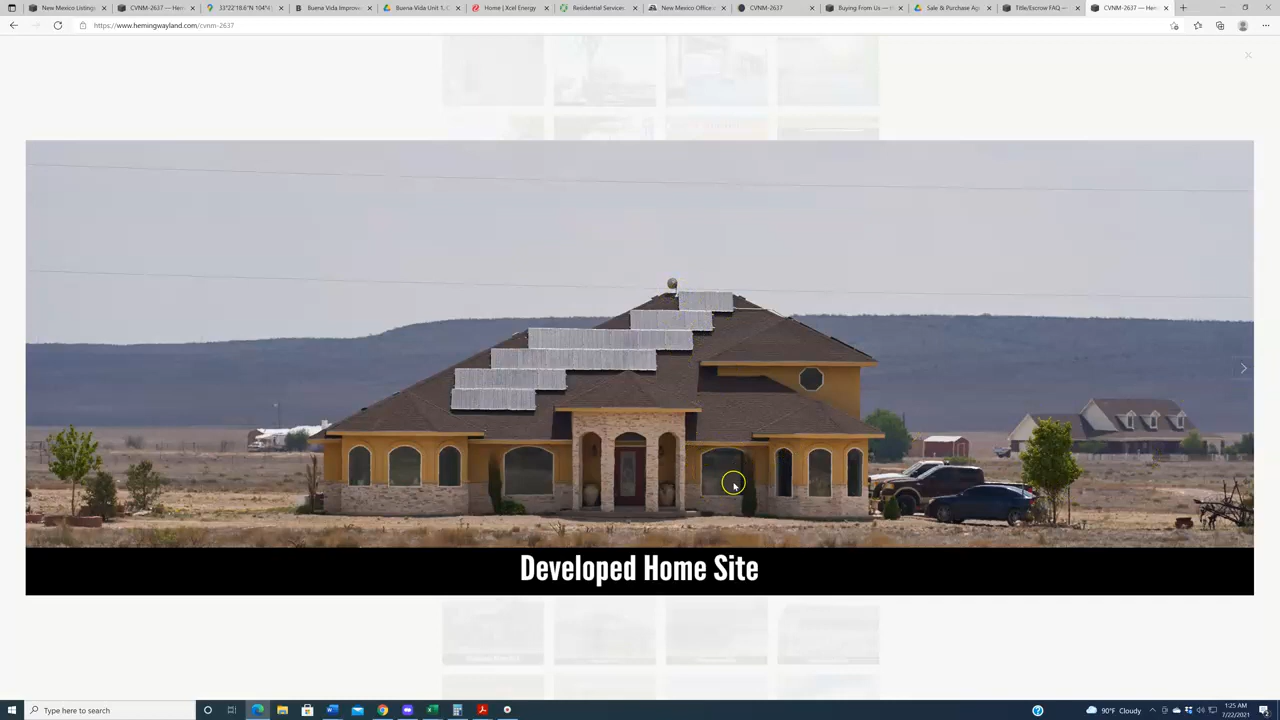 New Mexico Listing
CVNM-2637 — Hem
33°22'18.6"N 104°4
Buena Vida Improve
Buena Vida Unit 1, C
Home | Xcel Energy
Residential Services
New Mexico Office o
CVNM-2637
Buying From Us — H
Sale & Purchase Ag
Title/Escrow FAQ —
CVNM-2637 — Hem
https://www.hemingwayland.com/cvnm-2637
Developed Home Site
Type here to search
90°F Cloudy
1:25 AM
7/22/2021